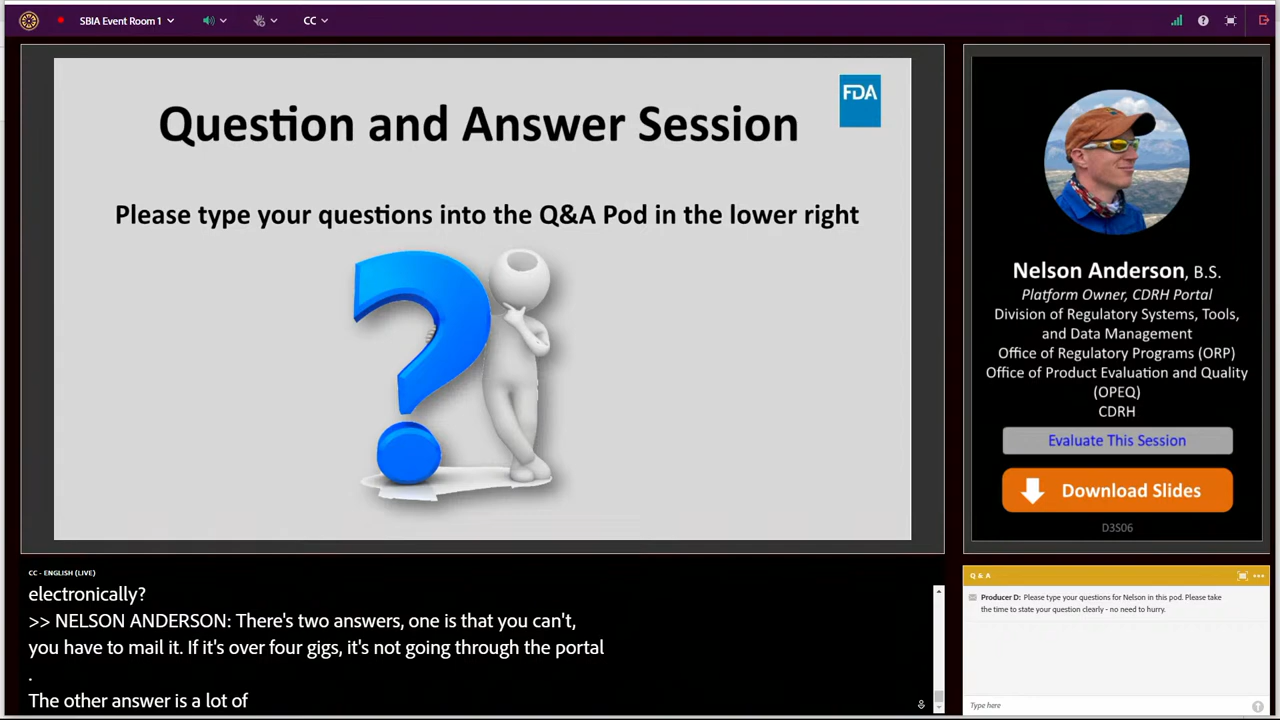 SBIA Event Room 1
CC
Question and Answer Session
FDA
Please type your questions into the Q&A Pod in the lower right
Nelson Anderson, B.S.
Platform Owner, CDRH Portal
Division of Regulatory Systems, Tools,
and Data Management
Office of Regulatory Programs (ORP)
Office of Product Evaluation and Quality
(OPEQ)
CDRH
Evaluate This Session
Download Slides
D3S06
CC - ENGLISH (LIVE)
electronically?
>> NELSON ANDERSON: There's two answers, one is that you can't,
you have to mail it. If it's over four gigs, it's not going through the portal
.
The other answer is a lot of
Q & A
Producer D: Please type your questions for Nelson in this pod. Please take
the time to state your question clearly - no need to hurry.
Type here